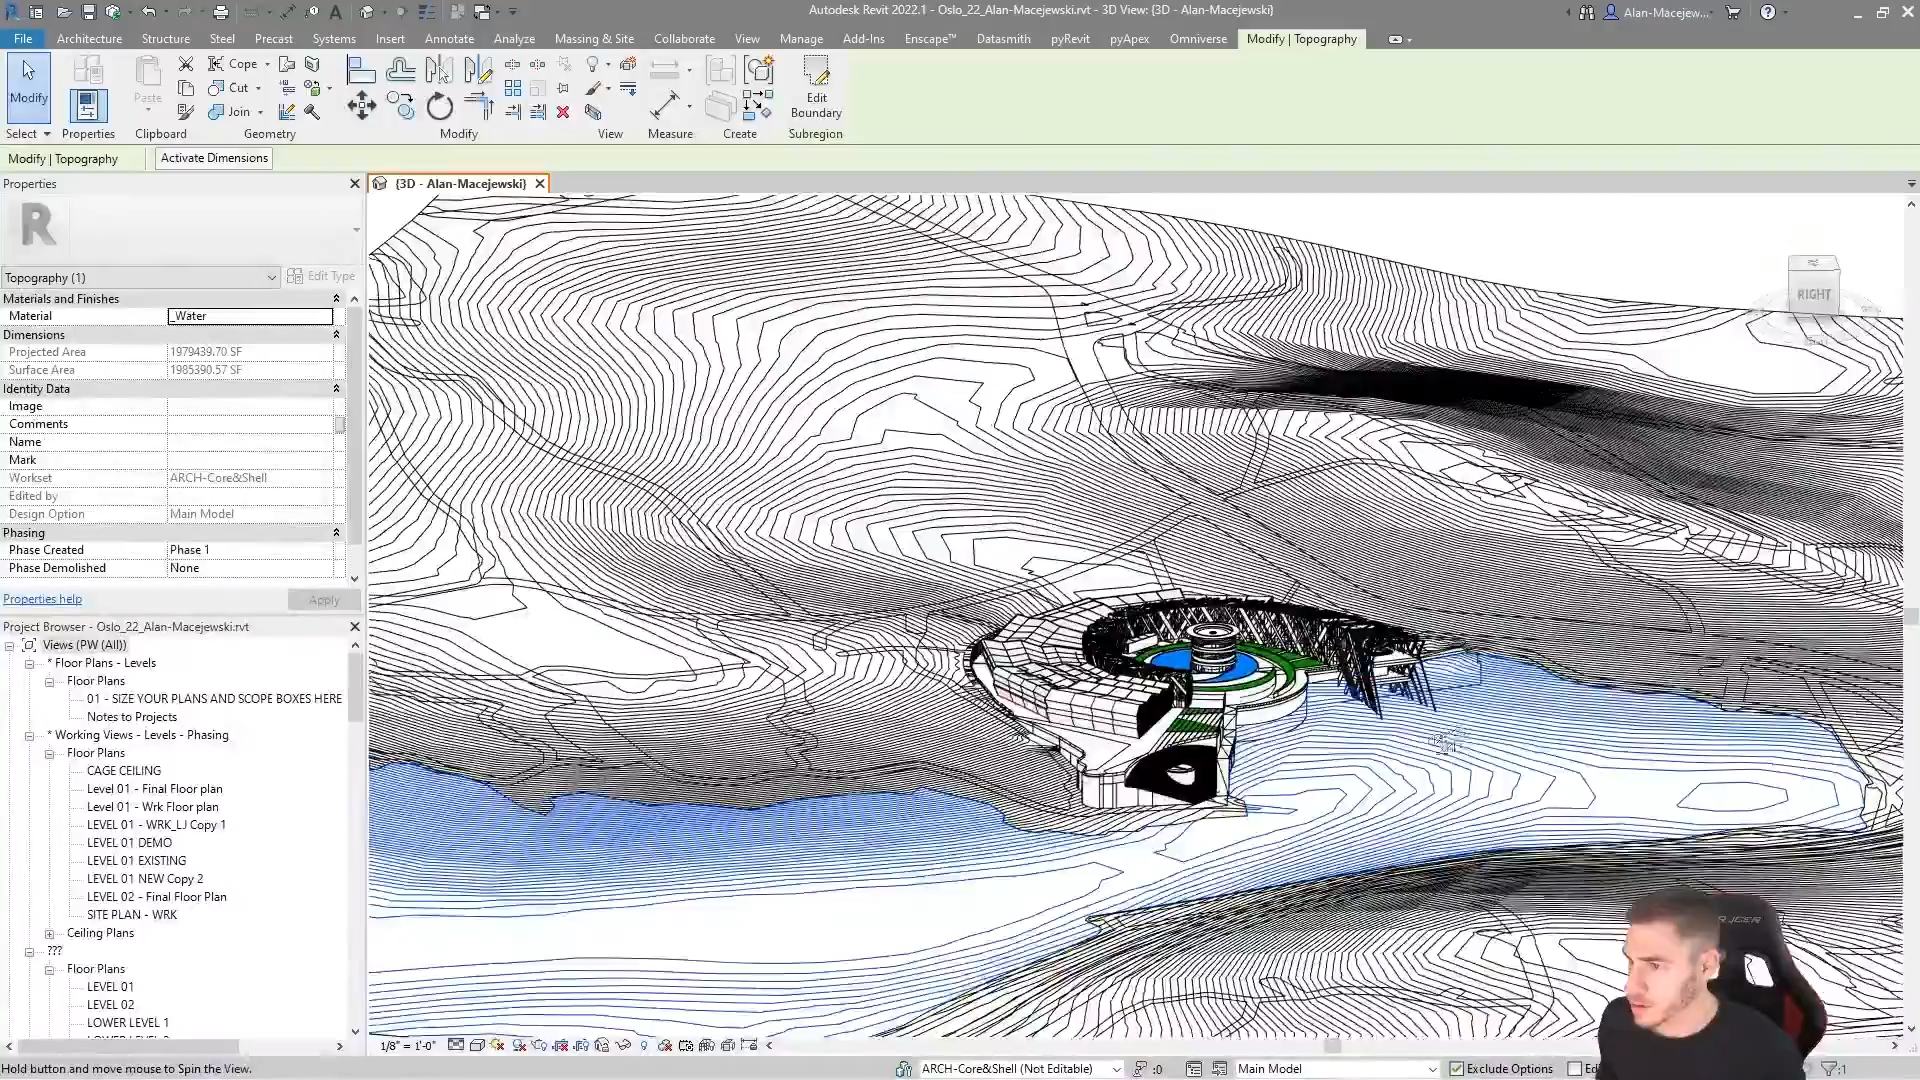 Autodesk Revit 2022.1 - Oslo_22_Alan-Macejewski.rvt - 3D View: {3D - Alan-Macejewski}
Alan-Macejew...
File Architecture Structure Steel Precast Systems Insert Annotate Analyze Massing & Site Collaborate View Manage Add-Ins Enscape™ Datasmith pyRevit pyApex Omniverse Modify | Topography
Modify
Paste
Cope
Cut
Join
Edit
Boundary
Select Properties Clipboard Geometry Modify View Measure Create Subregion
Modify | Topography Activate Dimensions
Properties
{3D - Alan-Macejewski}
R
Topography (1) Edit Type
Materials and Finishes
Material _Water
Dimensions
Projected Area 1979439.70 SF
Surface Area 1985390.57 SF
Identity Data
Image
Comments
Name
Mark
Workset ARCH-Core&Shell
Edited by
Design Option Main Model
Phasing
Phase Created Phase 1
Phase Demolished None
Properties help Apply
RIGHT
Project Browser - Oslo_22_Alan-Macejewski.rvt
Views (PW (All))
* Floor Plans - Levels
Floor Plans
01 - SIZE YOUR PLANS AND SCOPE BOXES HERE
Notes to Projects
* Working Views - Levels - Phasing
Floor Plans
CAGE CEILING
Level 01 - Final Floor plan
Level 01 - Wrk Floor plan
LEVEL 01 - WRK_LJ Copy 1
LEVEL 01 DEMO
LEVEL 01 EXISTING
LEVEL 01 NEW Copy 2
LEVEL 02 - Final Floor Plan
SITE PLAN - WRK
Ceiling Plans
???
Floor Plans
LEVEL 01
LEVEL 02
LOWER LEVEL 1
1/8" = 1'-0"
Hold button and move mouse to Spin the View.
ARCH-Core&Shell (Not Editable) :0 Main Model Exclude Options :1